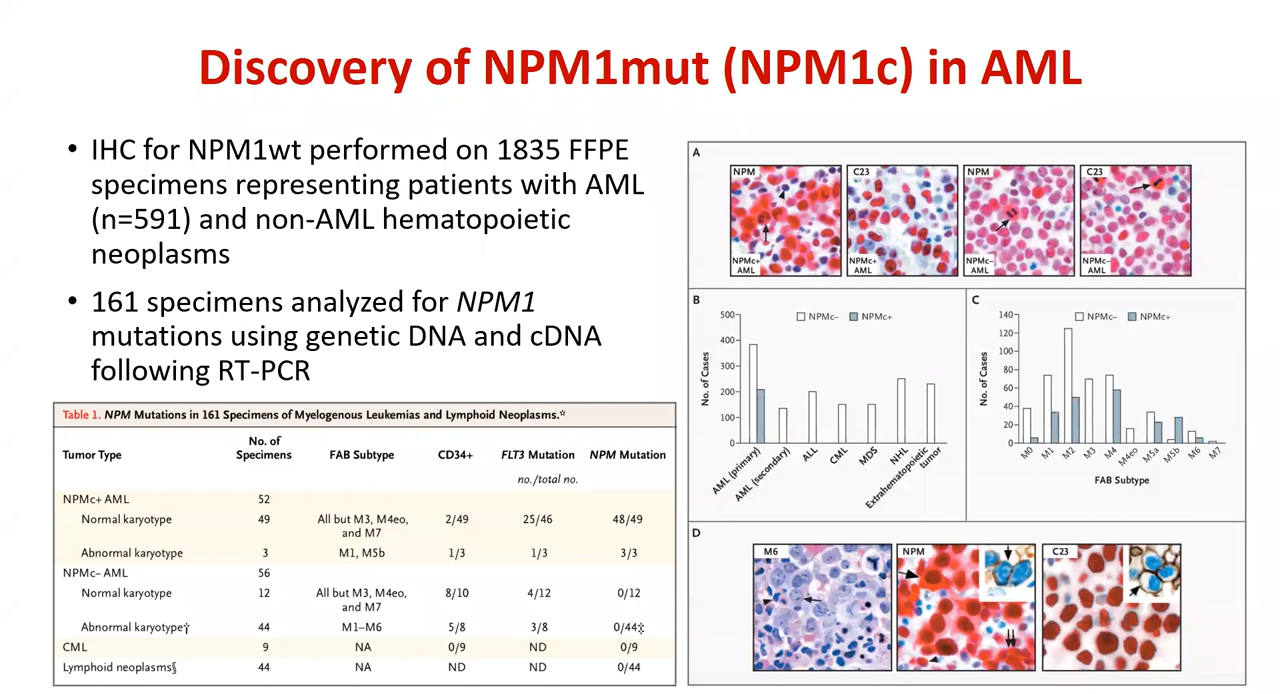 Discovery of NPM1mut (NPM1c) in AML
• IHC for NPM1wt performed on 1835 FFPE
specimens representing patients with AML
(n=591) and non-AML hematopoietic
neoplasms
• 161 specimens analyzed for NPM1
mutations using genetic DNA and cDNA
following RT-PCR
Table 1. NPM Mutations in 161 Specimens of Myelogenous Leukemias and Lymphoid Neoplasms.*
Tumor Type No. of Specimens FAB Subtype CD34+ FLT3 Mutation NPM Mutation
no./total no.
NPMc+ AML 52
Normal karyotype 49 All but M3, M4eo, and M7 2/49 25/46 48/49
Abnormal karyotype 3 M1, M5b 1/3 1/3 3/3
NPMc− AML 56
Normal karyotype 12 All but M3, M4eo, and M7 8/10 4/12 0/12
Abnormal karyotype† 44 M1–M6 5/8 3/8 0/44‡
CML 9 NA 0/9 ND 0/9
Lymphoid neoplasms§ 44 NA ND ND 0/44
A
NPM
NPMc+ AML
C23
NPMc+ AML
NPM
NPMc− AML
C23
NPMc− AML
B
NPMc− NPMc+
No. of Cases
500
400
300
200
100
0
AML (primary)
AML (secondary)
ALL
CML
MDS
NHL
Extrahematopoietic tumor
C
NPMc− NPMc+
No. of Cases
140
120
100
80
60
40
20
0
M0 M1 M2 M3 M4 M4eo M5a M5b M6 M7
FAB Subtype
D
M6
NPM
C23